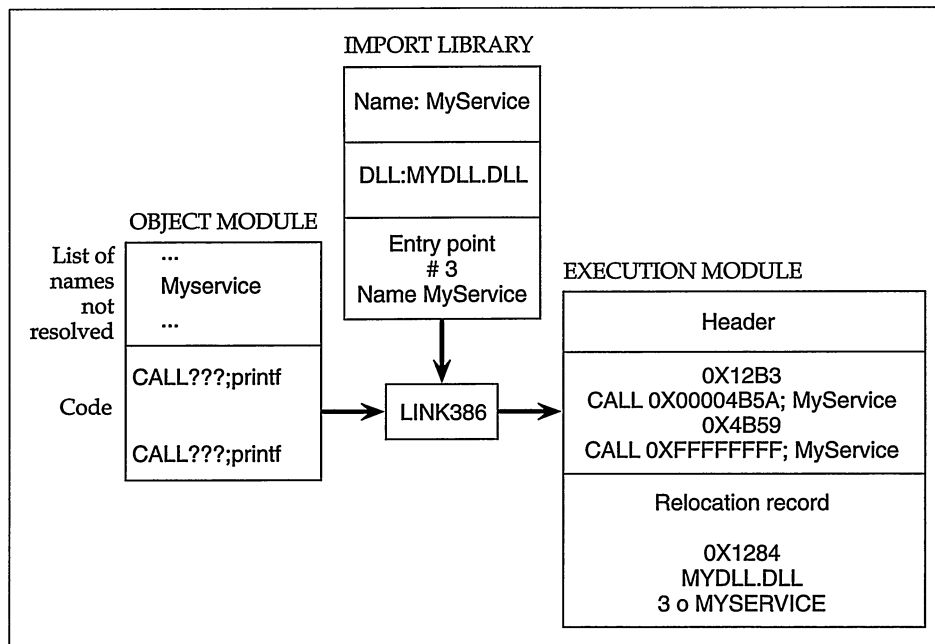 IMPORT LIBRARY
Name: MyService
DLL:MYDLL.DLL
Entry point
# 3
Name MyService
OBJECT MODULE
List of
names
not
resolved
...
Myservice
...
Code
CALL???;printf
CALL???;printf
LINK386
EXECUTION MODULE
Header
0X12B3
CALL 0X00004B5A; MyService
0X4B59
CALL 0XFFFFFFFF; MyService
Relocation record
0X1284
MYDLL.DLL
3 o MYSERVICE